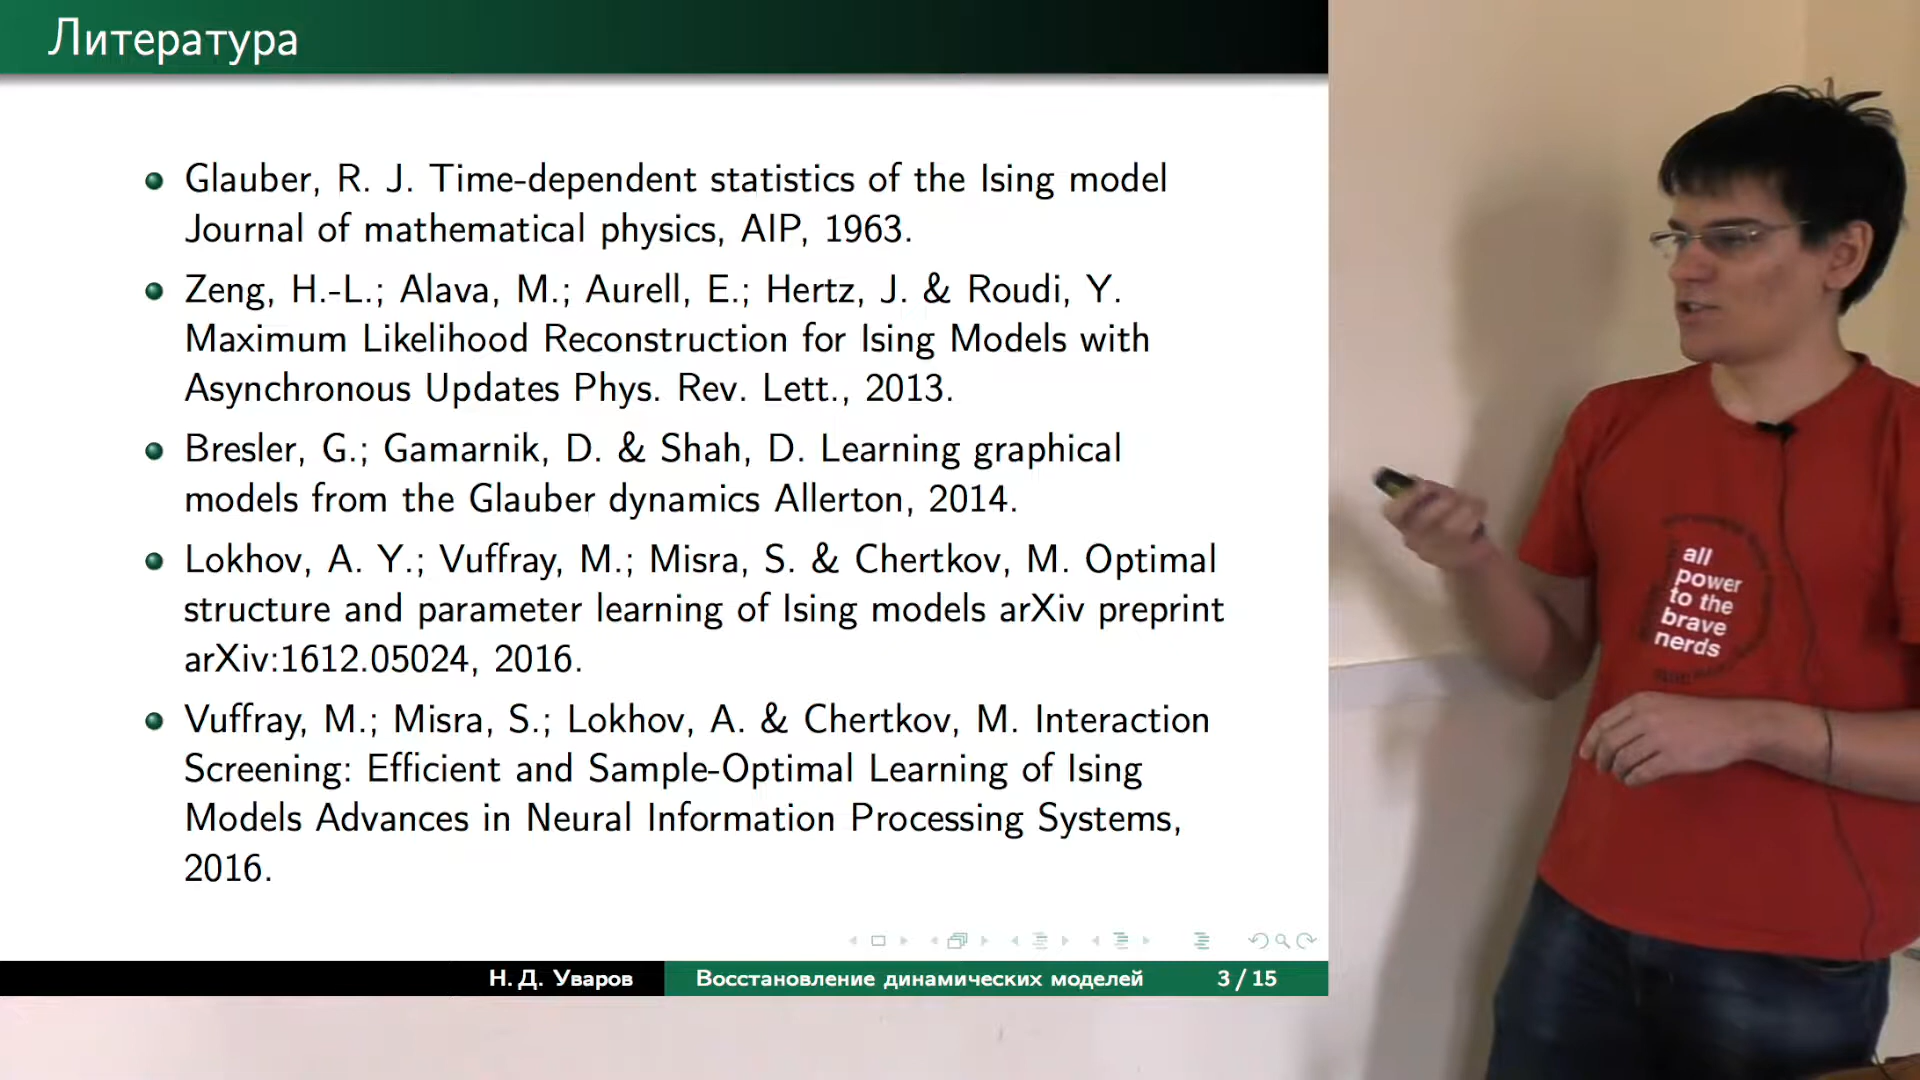 Литература
Glauber, R. J. Time-dependent statistics of the Ising model
Journal of mathematical physics, AIP, 1963.
Zeng, H.-L.; Alava, M.; Aurell, E.; Hertz, J. & Roudi, Y.
Maximum Likelihood Reconstruction for Ising Models with
Asynchronous Updates Phys. Rev. Lett., 2013.
Bresler, G.; Gamarnik, D. & Shah, D. Learning graphical
models from the Glauber dynamics Allerton, 2014.
Lokhov, A. Y.; Vuffray, M.; Misra, S. & Chertkov, M. Optimal
structure and parameter learning of Ising models arXiv preprint
arXiv:1612.05024, 2016.
Vuffray, M.; Misra, S.; Lokhov, A. & Chertkov, M. Interaction
Screening: Efficient and Sample-Optimal Learning of Ising
Models Advances in Neural Information Processing Systems,
2016.
Н. Д. Уваров Восстановление динамических моделей 3 / 15
all
power
to the
brave
nerds